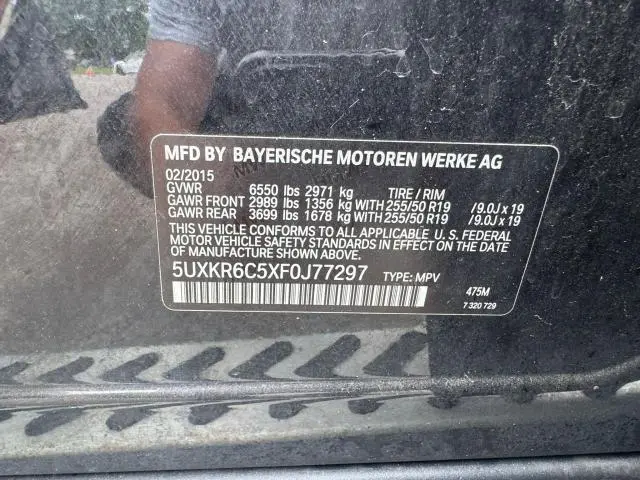 MFD BY BAYERISCHE MOTOREN WERKE AG
02/2015
GVWR 6550 lbs 2971 kg TIRE / RIM
GAWR FRONT 2989 lbs 1356 kg WITH 255/50 R19 /9.0J x 19
GAWR REAR 3699 lbs 1678 kg WITH 255/50 R19 /9.0J x 19
THIS VEHICLE CONFORMS TO ALL APPLICABLE U. S. FEDERAL
MOTOR VEHICLE SAFETY STANDARDS IN EFFECT ON THE DATE
OF MANUFACTURE SHOWN ABOVE.
5UXKR6C5XF0J77297 TYPE: MPV
475M
7 320 729